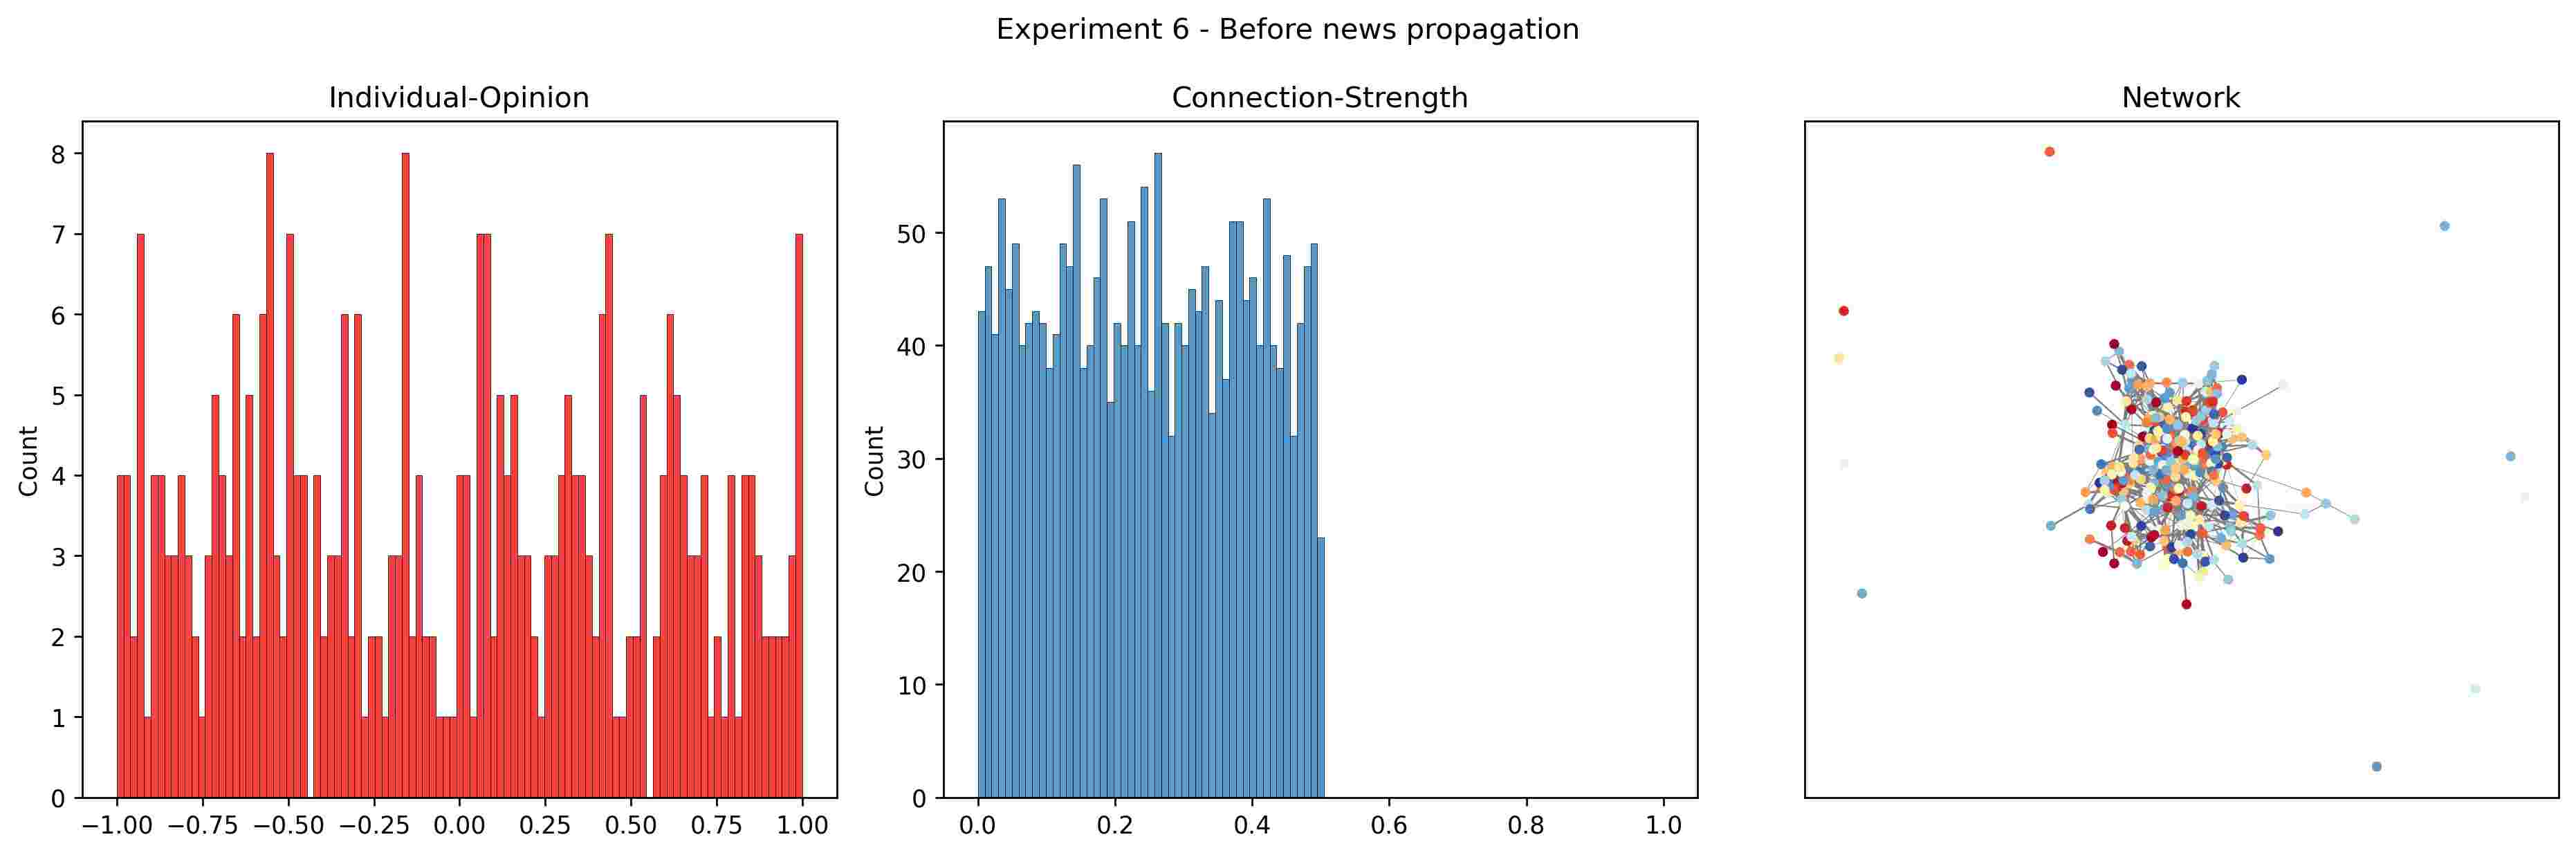 Experiment 6 - Before news propagation
Individual-Opinion
Count
8
7
6
5
4
3
2
1
0
−1.00 −0.75 −0.50 −0.25 0.00 0.25 0.50 0.75 1.00
Connection-Strength
Count
50
40
30
20
10
0
0.0 0.2 0.4 0.6 0.8 1.0
Network